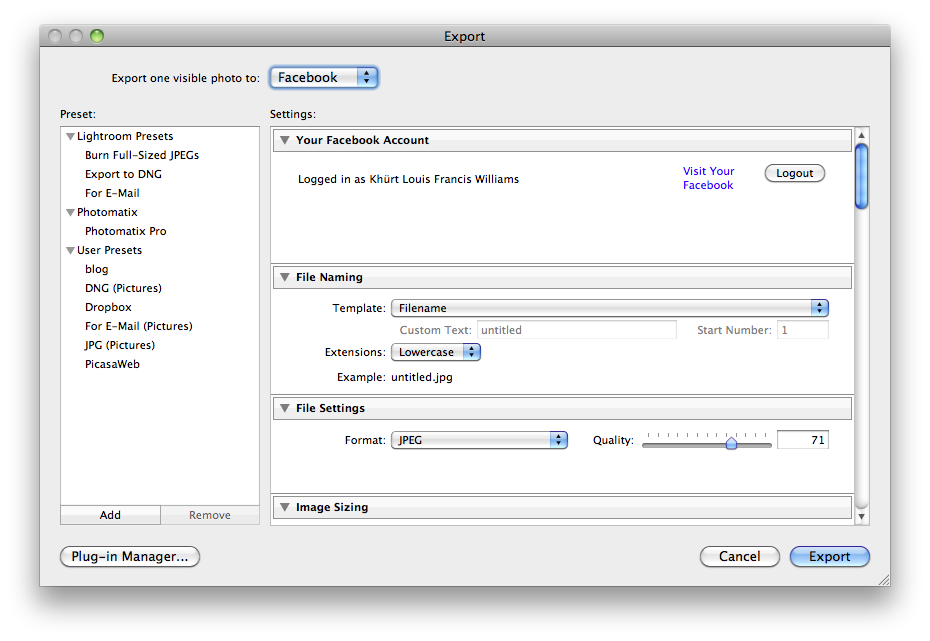 Export
Export one visible photo to: Facebook
Preset:
Settings:
Lightroom Presets
Burn Full-Sized JPEGs
Export to DNG
For E-Mail
Photomatix
Photomatix Pro
User Presets
blog
DNG (Pictures)
Dropbox
For E-Mail (Pictures)
JPG (Pictures)
PicasaWeb
Add Remove
Your Facebook Account
Logged in as Khürt Louis Francis Williams
Visit Your
Facebook
Logout
File Naming
Template: Filename
Custom Text: untitled Start Number: 1
Extensions: Lowercase
Example: untitled.jpg
File Settings
Format: JPEG Quality: 71
Image Sizing
Plug-in Manager... Cancel Export